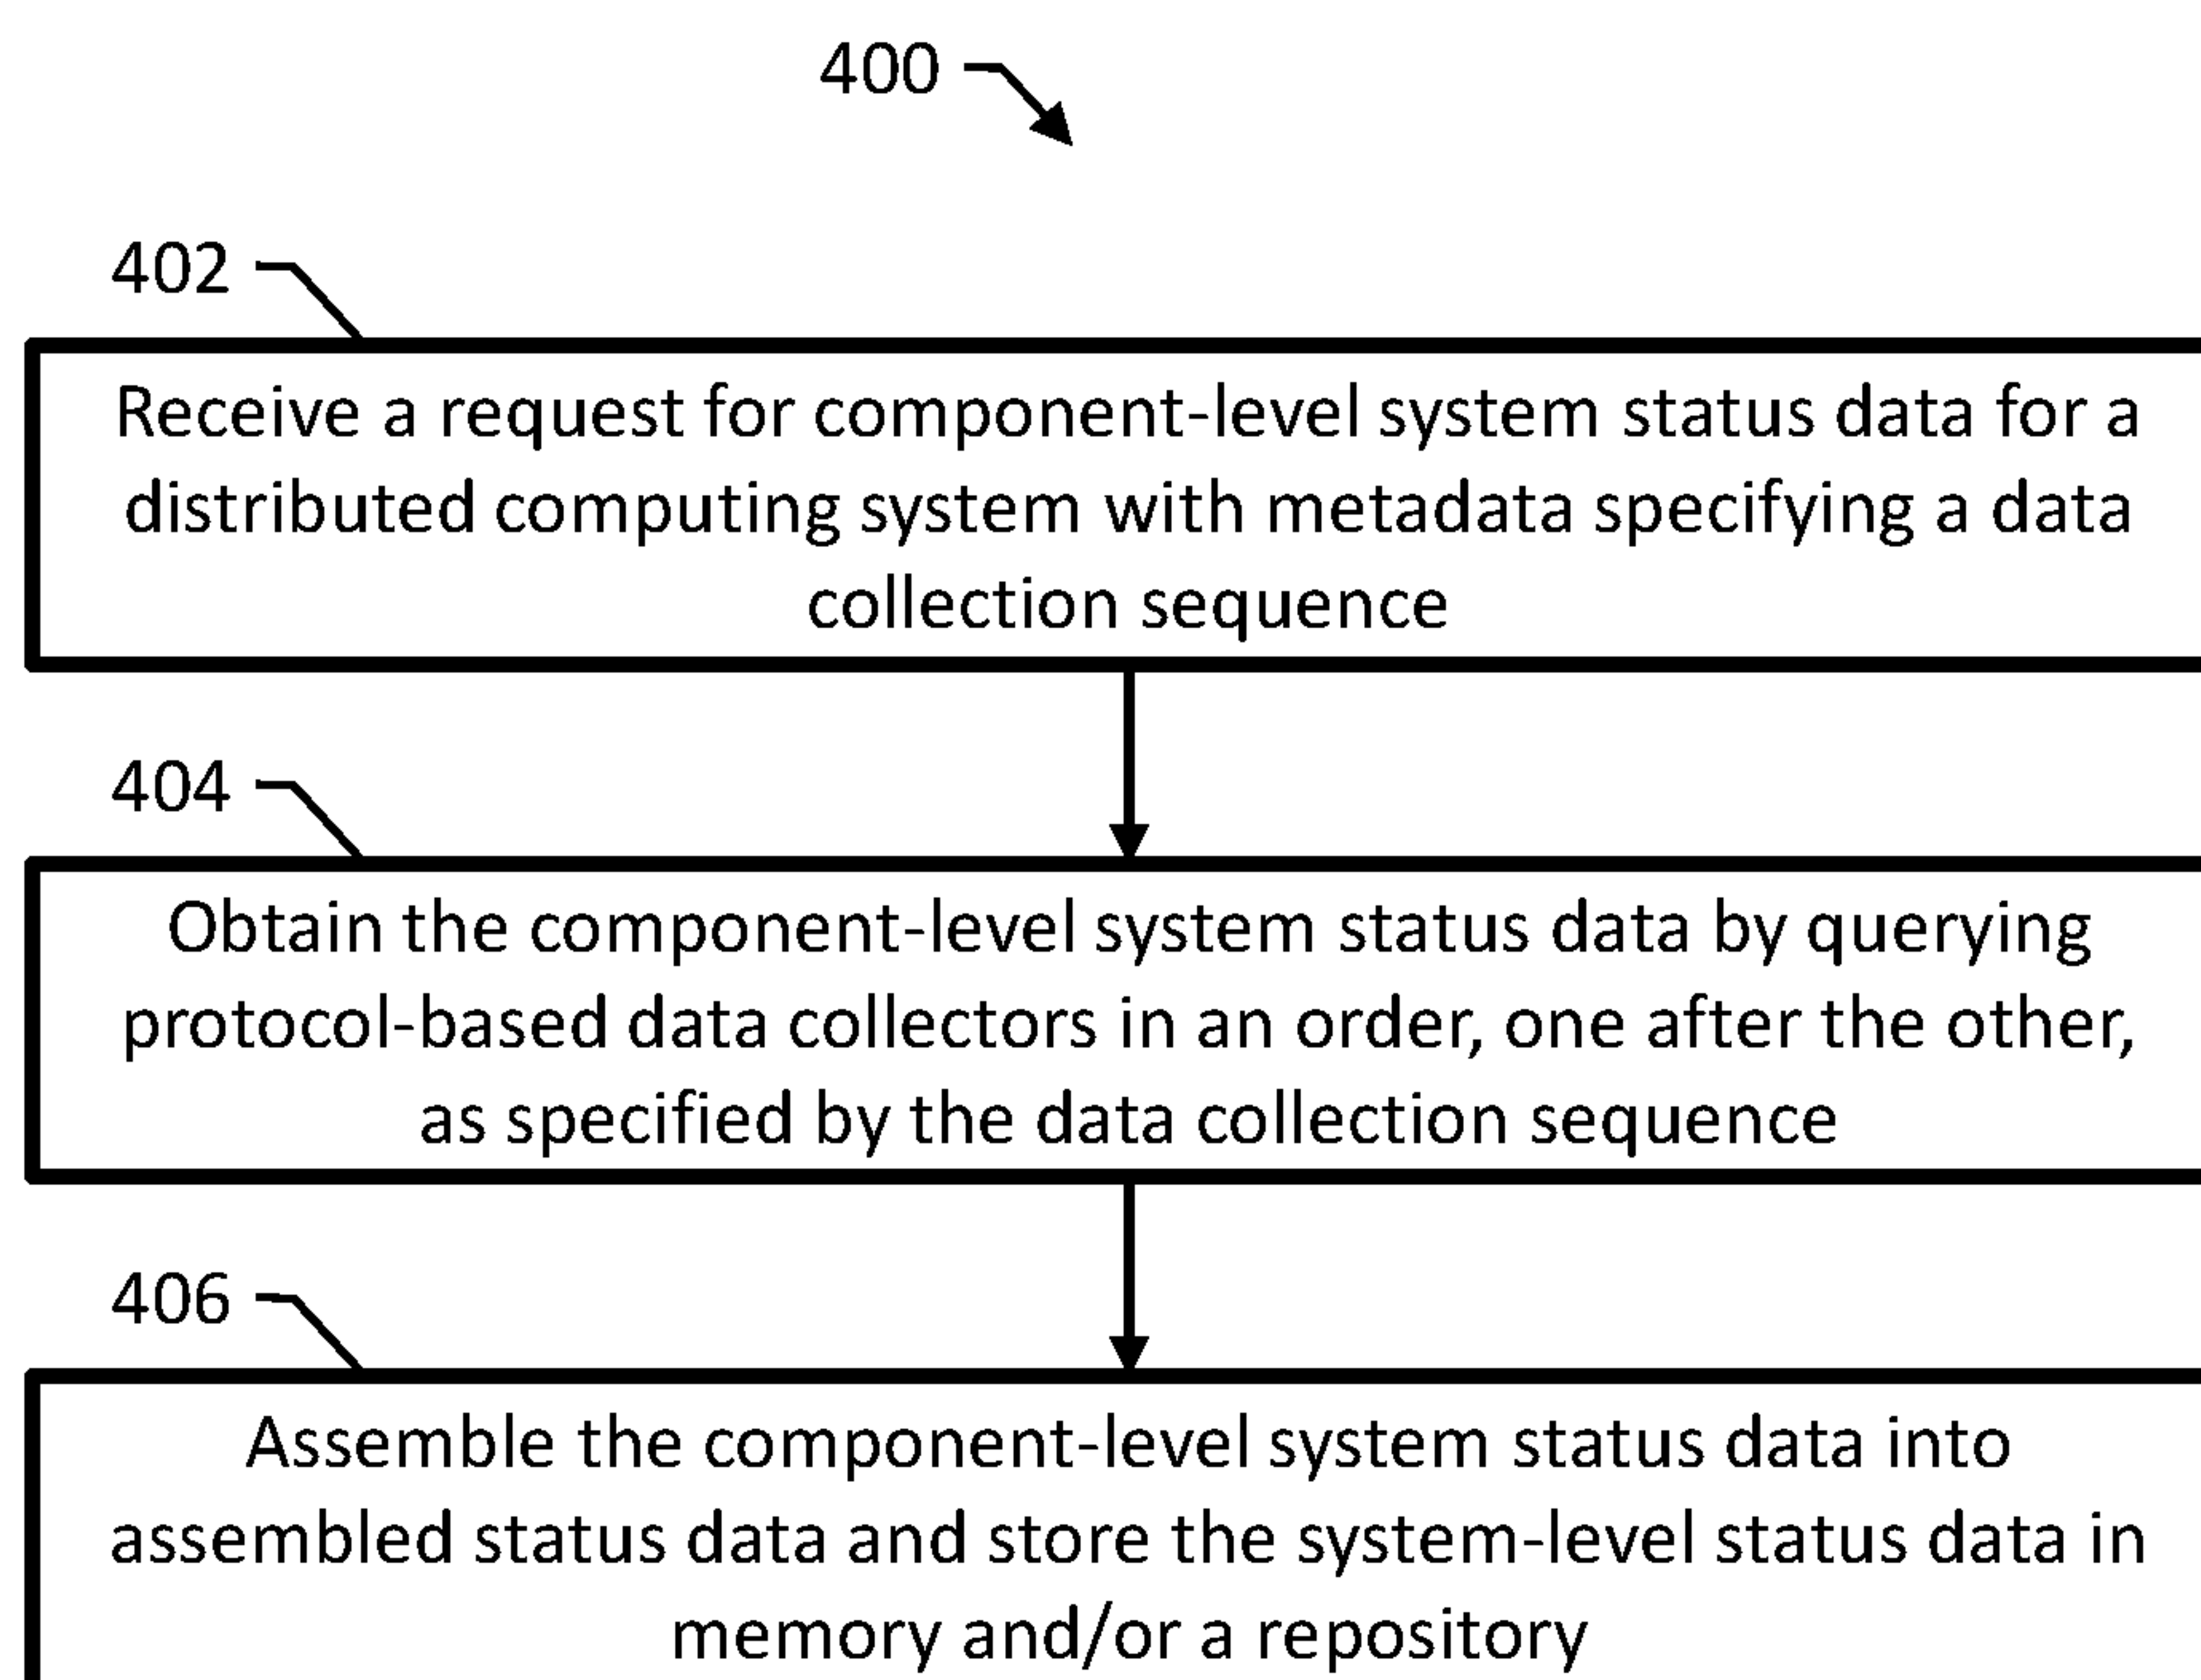 400
402
Receive a request for component-level system status data for a
distributed computing system with metadata specifying a data
collection sequence
404
Obtain the component-level system status data by querying
protocol-based data collectors in an order, one after the other,
as specified by the data collection sequence
406
Assemble the component-level system status data into
assembled status data and store the system-level status data in
memory and/or a repository